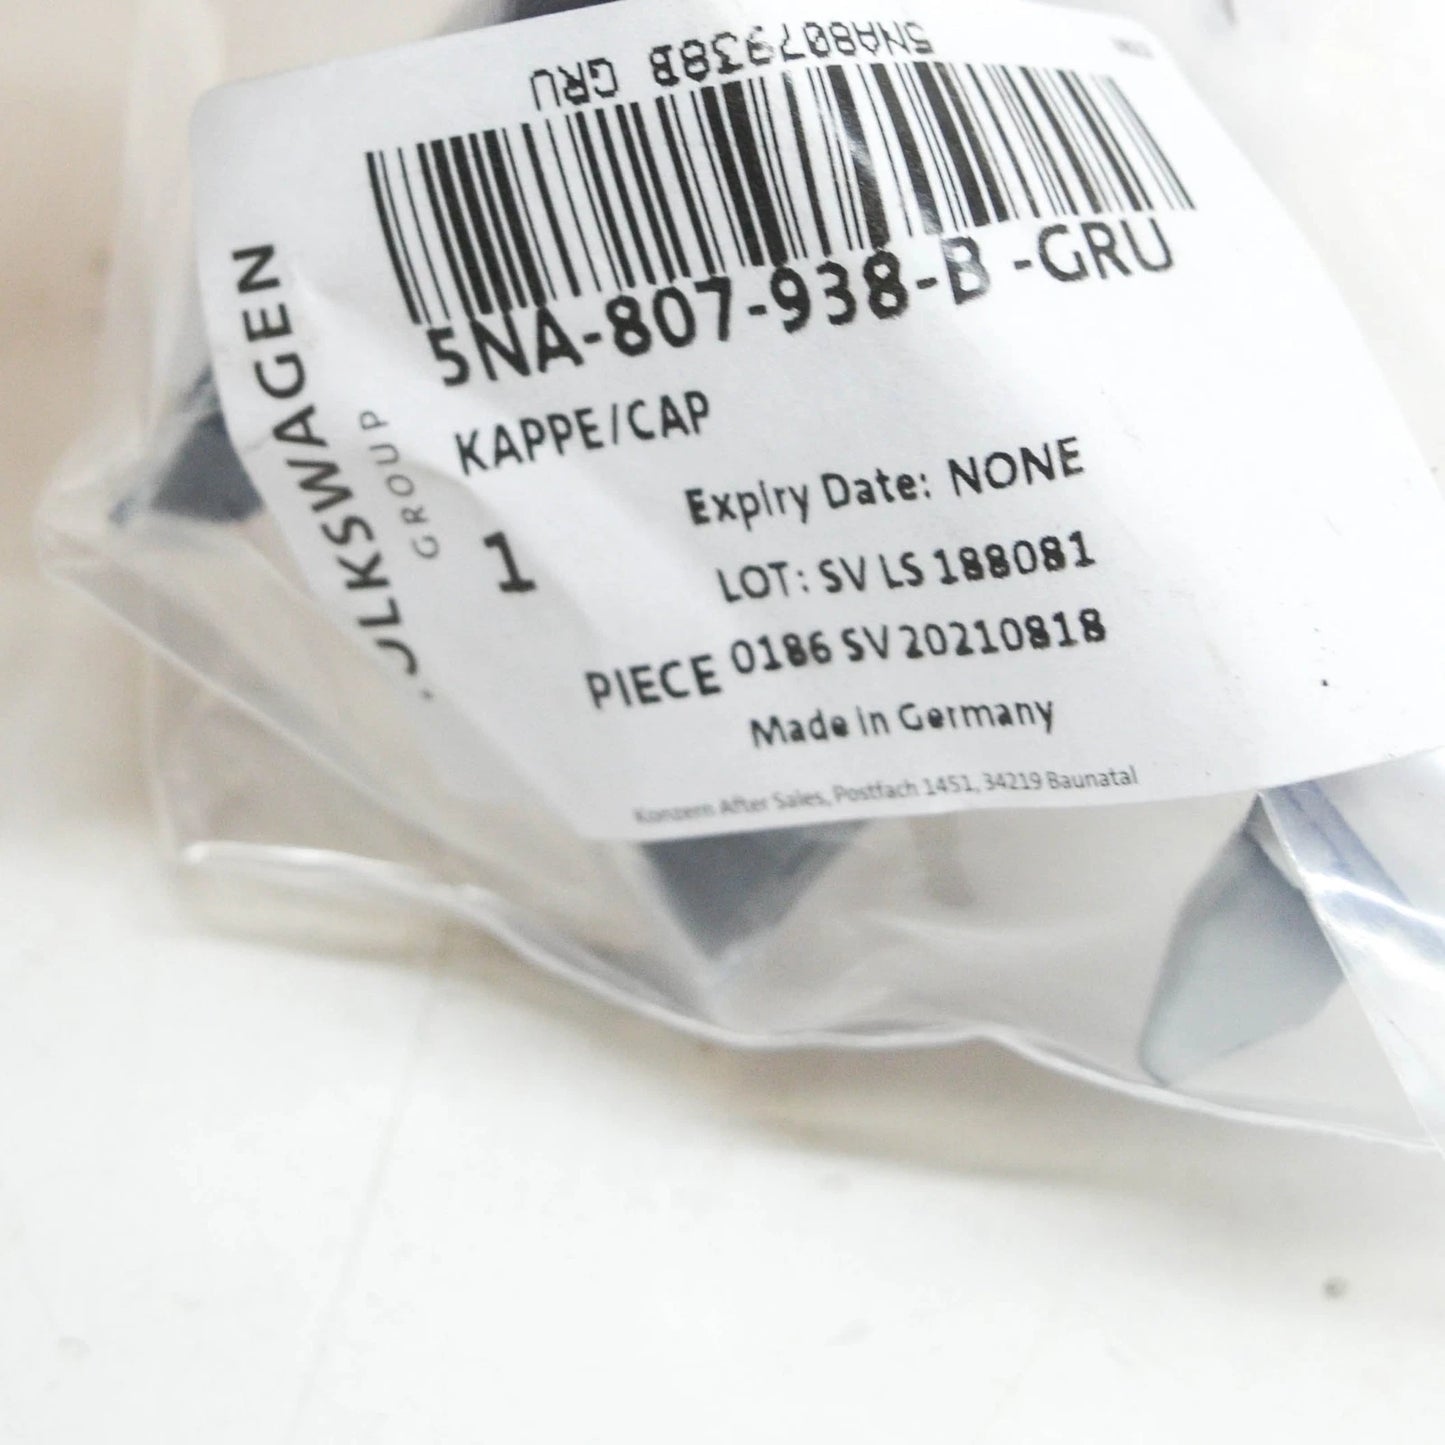 5NA807938B GRU
5NA-807-938-B -GRU
KAPPE/CAP
Expiry Date: NONE
1
LOT: SV LS 188081
PIECE 0186 SV 20210818
Made in Germany
Konzern After Sales, Postfach 1451, 34219 Baunatal
VOLKSWAGEN
GROUP